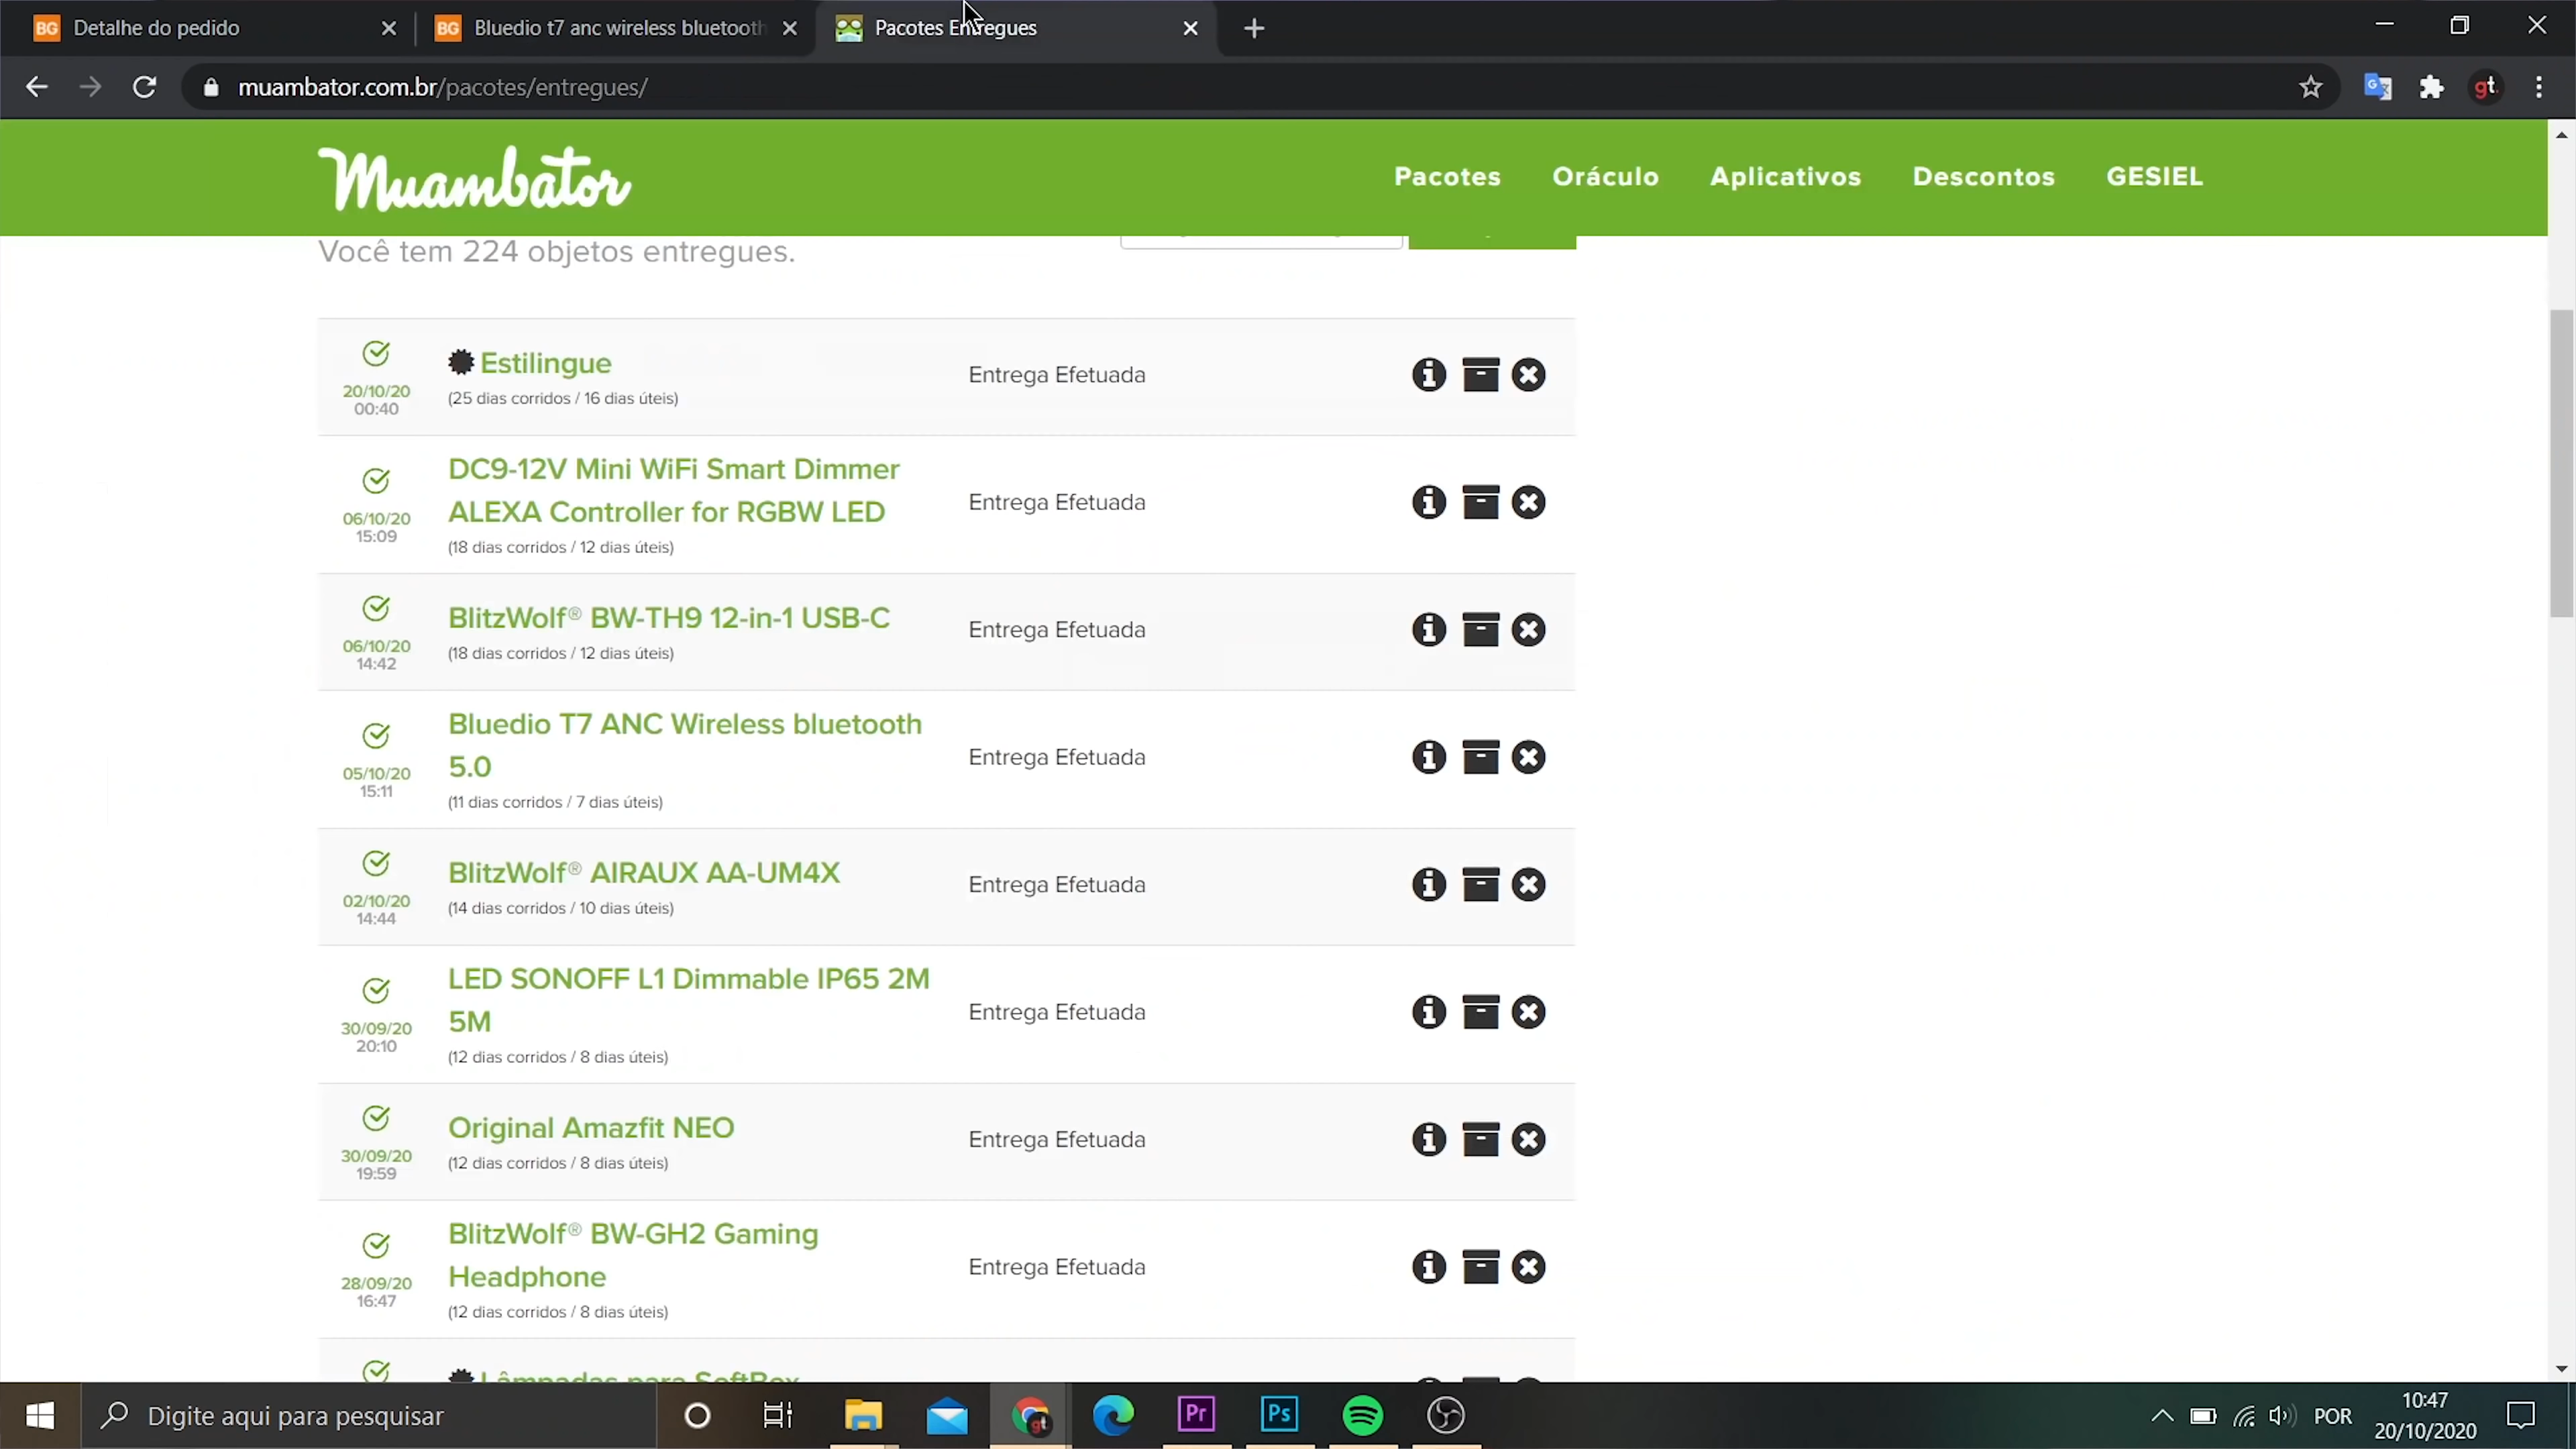 BG Detalhe do pedido
BG Bluedio t7 anc wireless bluetooth
Pacotes Entregues
muambator.com.br/pacotes/entregues/
gt.
Muambator
Pacotes Oráculo Aplicativos Descontos GESIEL
Você tem 224 objetos entregues.
20/10/20
00:40
Estilingue
(25 dias corridos / 16 dias úteis)
Entrega Efetuada
06/10/20
15:09
DC9-12V Mini WiFi Smart Dimmer
ALEXA Controller for RGBW LED
(18 dias corridos / 12 dias úteis)
Entrega Efetuada
06/10/20
14:42
BlitzWolf® BW-TH9 12-in-1 USB-C
(18 dias corridos / 12 dias úteis)
Entrega Efetuada
05/10/20
15:11
Bluedio T7 ANC Wireless bluetooth
5.0
(11 dias corridos / 7 dias úteis)
Entrega Efetuada
02/10/20
14:44
BlitzWolf® AIRAUX AA-UM4X
(14 dias corridos / 10 dias úteis)
Entrega Efetuada
30/09/20
20:10
LED SONOFF L1 Dimmable IP65 2M
5M
(12 dias corridos / 8 dias úteis)
Entrega Efetuada
30/09/20
19:59
Original Amazfit NEO
(12 dias corridos / 8 dias úteis)
Entrega Efetuada
28/09/20
16:47
BlitzWolf® BW-GH2 Gaming
Headphone
(12 dias corridos / 8 dias úteis)
Entrega Efetuada
Lâmpadas para SoftBox
Digite aqui para pesquisar
gt
Pr
Ps
POR
10:47
20/10/2020